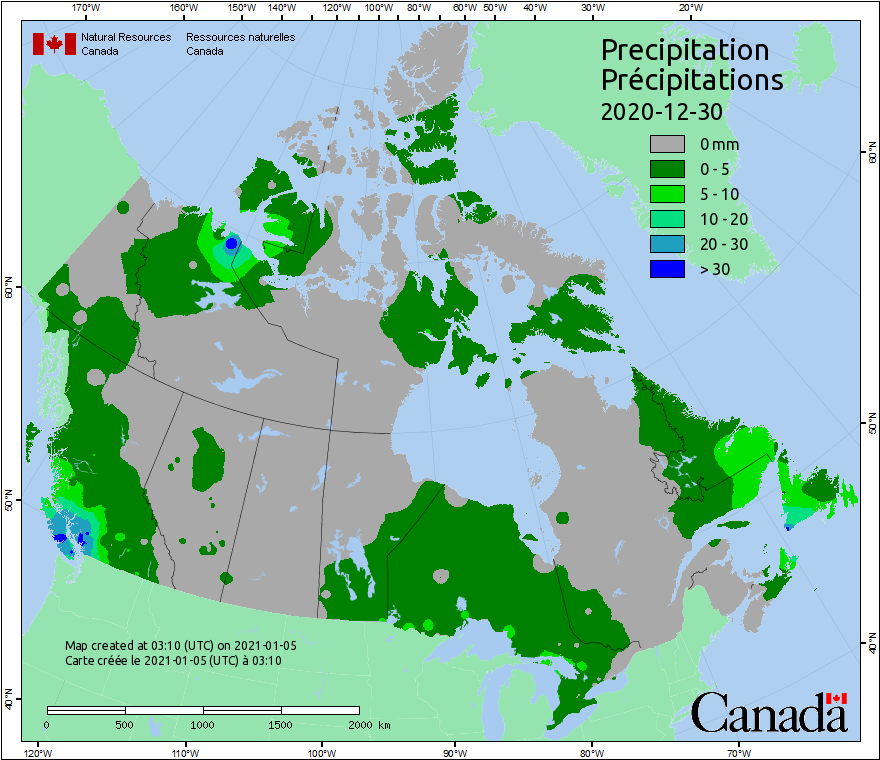 170°W 160°W 150°W 140°W 120°W 100°W 80°W 60°W 50°W 40°W 30°W 20°W
Natural Resources Ressources naturelles
Canada Canada
Precipitation
Précipitations
2020-12-30
0 mm
0 - 5
5 - 10
10 - 20
20 - 30
> 30
60°N
60°N
50°N
50°N
40°N
40°N
Map created at 03:10 (UTC) on 2021-01-05
Carte créée le 2021-01-05 (UTC) à 03:10
0 500 1000 1500 2000 km
Canada
120°W 110°W 100°W 90°W 80°W 70°W